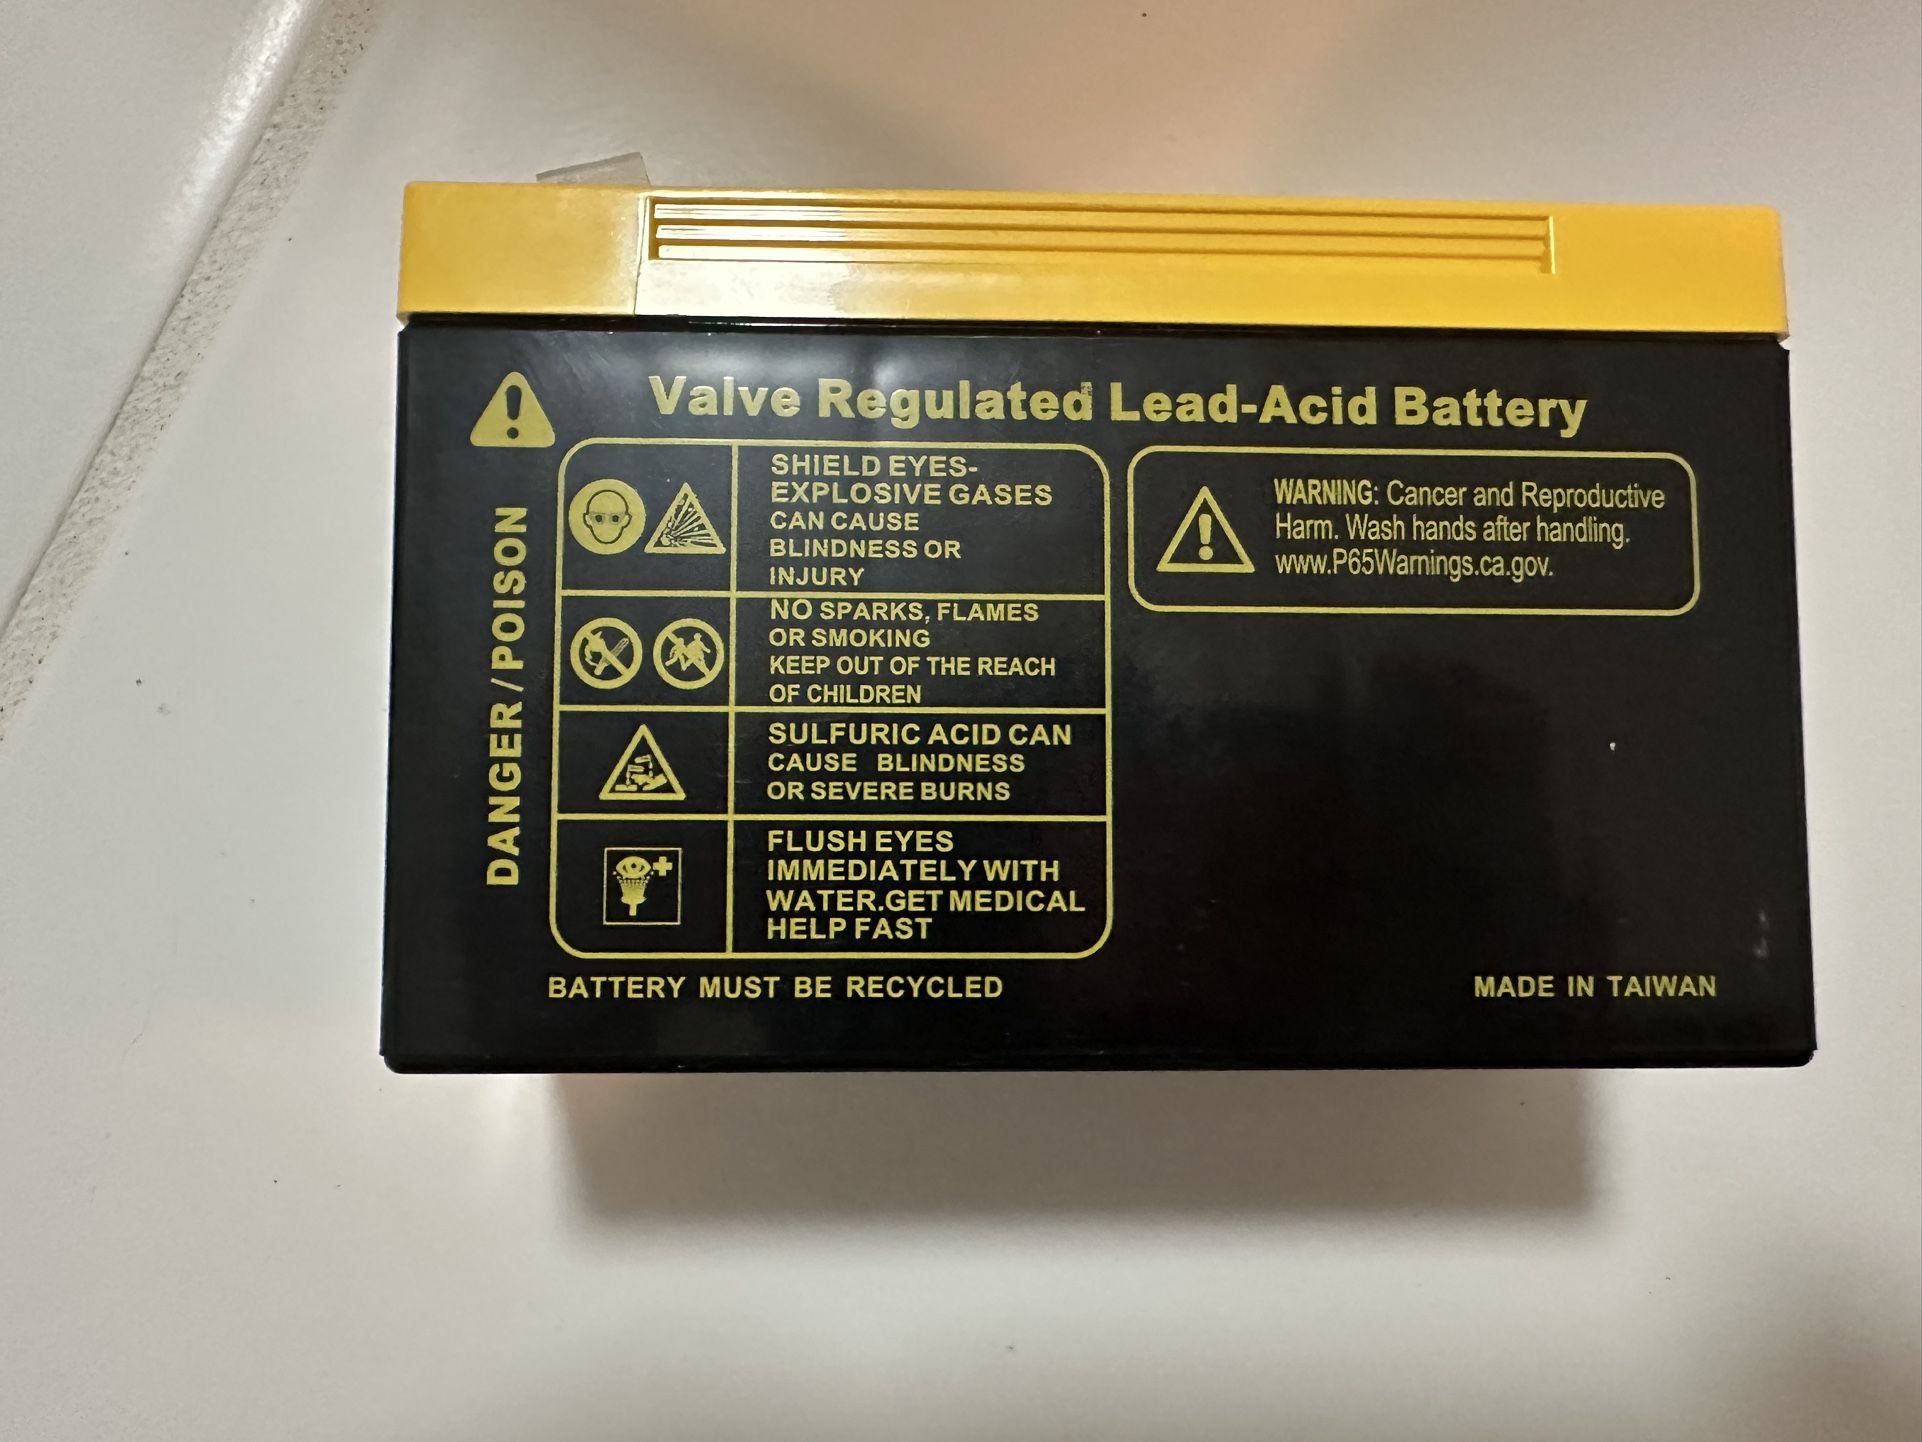 Valve Regulated Lead-Acid Battery
DANGER / POISON
SHIELD EYES-
EXPLOSIVE GASES
CAN CAUSE
BLINDNESS OR
INJURY
NO SPARKS, FLAMES
OR SMOKING
KEEP OUT OF THE REACH
OF CHILDREN
SULFURIC ACID CAN
CAUSE BLINDNESS
OR SEVERE BURNS
FLUSH EYES
IMMEDIATELY WITH
WATER.GET MEDICAL
HELP FAST
WARNING: Cancer and Reproductive
Harm. Wash hands after handling.
www.P65Warnings.ca.gov.
BATTERY MUST BE RECYCLED
MADE IN TAIWAN